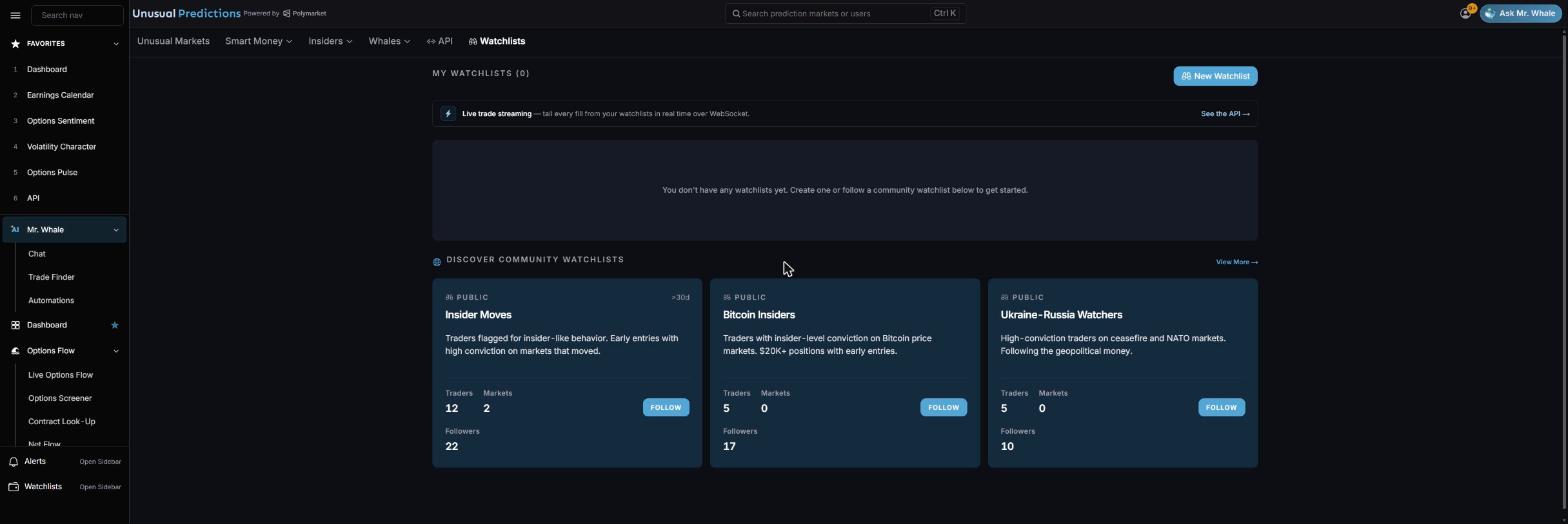 Search nav
FAVORITES
1 Dashboard
2 Earnings Calendar
3 Options Sentiment
4 Volatility Character
5 Options Pulse
6 API
AI Mr. Whale
Chat
Trade Finder
Automations
Dashboard
Options Flow
Live Options Flow
Options Screener
Contract Look-Up
Net Flow
Alerts Open Sidebar
Watchlists Open Sidebar
Unusual Predictions Powered by Polymarket
Search prediction markets or users Ctrl K
9+
Ask Mr. Whale
Unusual Markets Smart Money Insiders Whales API Watchlists
MY WATCHLISTS (0)
New Watchlist
Live trade streaming — tail every fill from your watchlists in real time over WebSocket. See the API →
You don't have any watchlists yet. Create one or follow a community watchlist below to get started.
DISCOVER COMMUNITY WATCHLISTS
View More →
PUBLIC >30d
Insider Moves
Traders flagged for insider-like behavior. Early entries with
high conviction on markets that moved.
Traders Markets
12 2
FOLLOW
Followers
22
PUBLIC
Bitcoin Insiders
Traders with insider-level conviction on Bitcoin price
markets. $20K+ positions with early entries.
Traders Markets
5 0
FOLLOW
Followers
17
PUBLIC
Ukraine-Russia Watchers
High-conviction traders on ceasefire and NATO markets.
Following the geopolitical money.
Traders Markets
5 0
FOLLOW
Followers
10